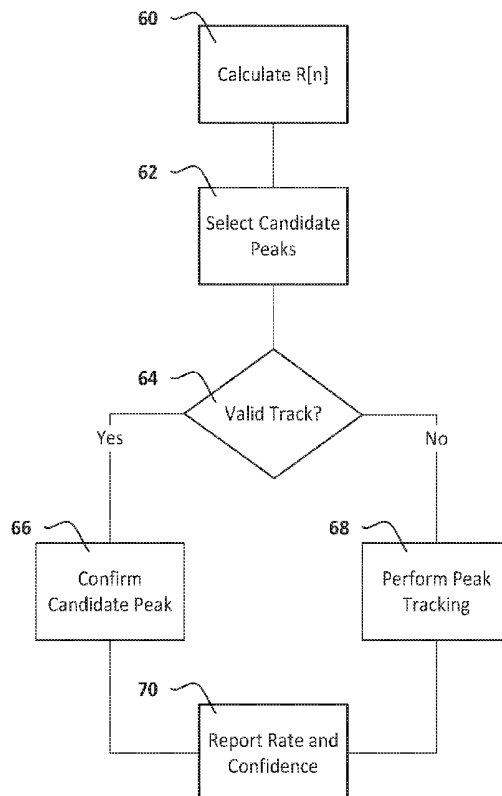 60
Calculate R[n]
62
Select Candidate
Peaks
64
Valid Track?
Yes
No
66
Confirm
Candidate Peak
68
Perform Peak
Tracking
70
Report Rate and
Confidence